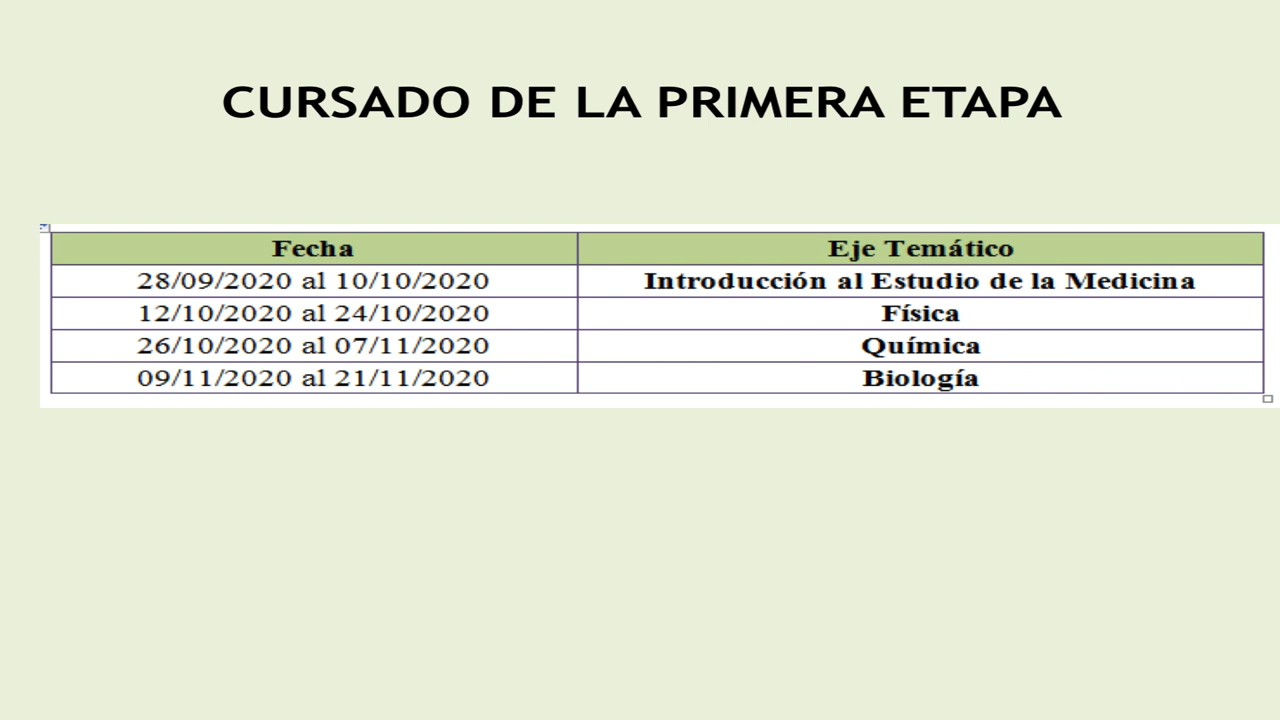 CURSADO DE LA PRIMERA ETAPA
Fecha Eje Temático
28/09/2020 al 10/10/2020 Introducción al Estudio de la Medicina
12/10/2020 al 24/10/2020 Física
26/10/2020 al 07/11/2020 Química
09/11/2020 al 21/11/2020 Biología